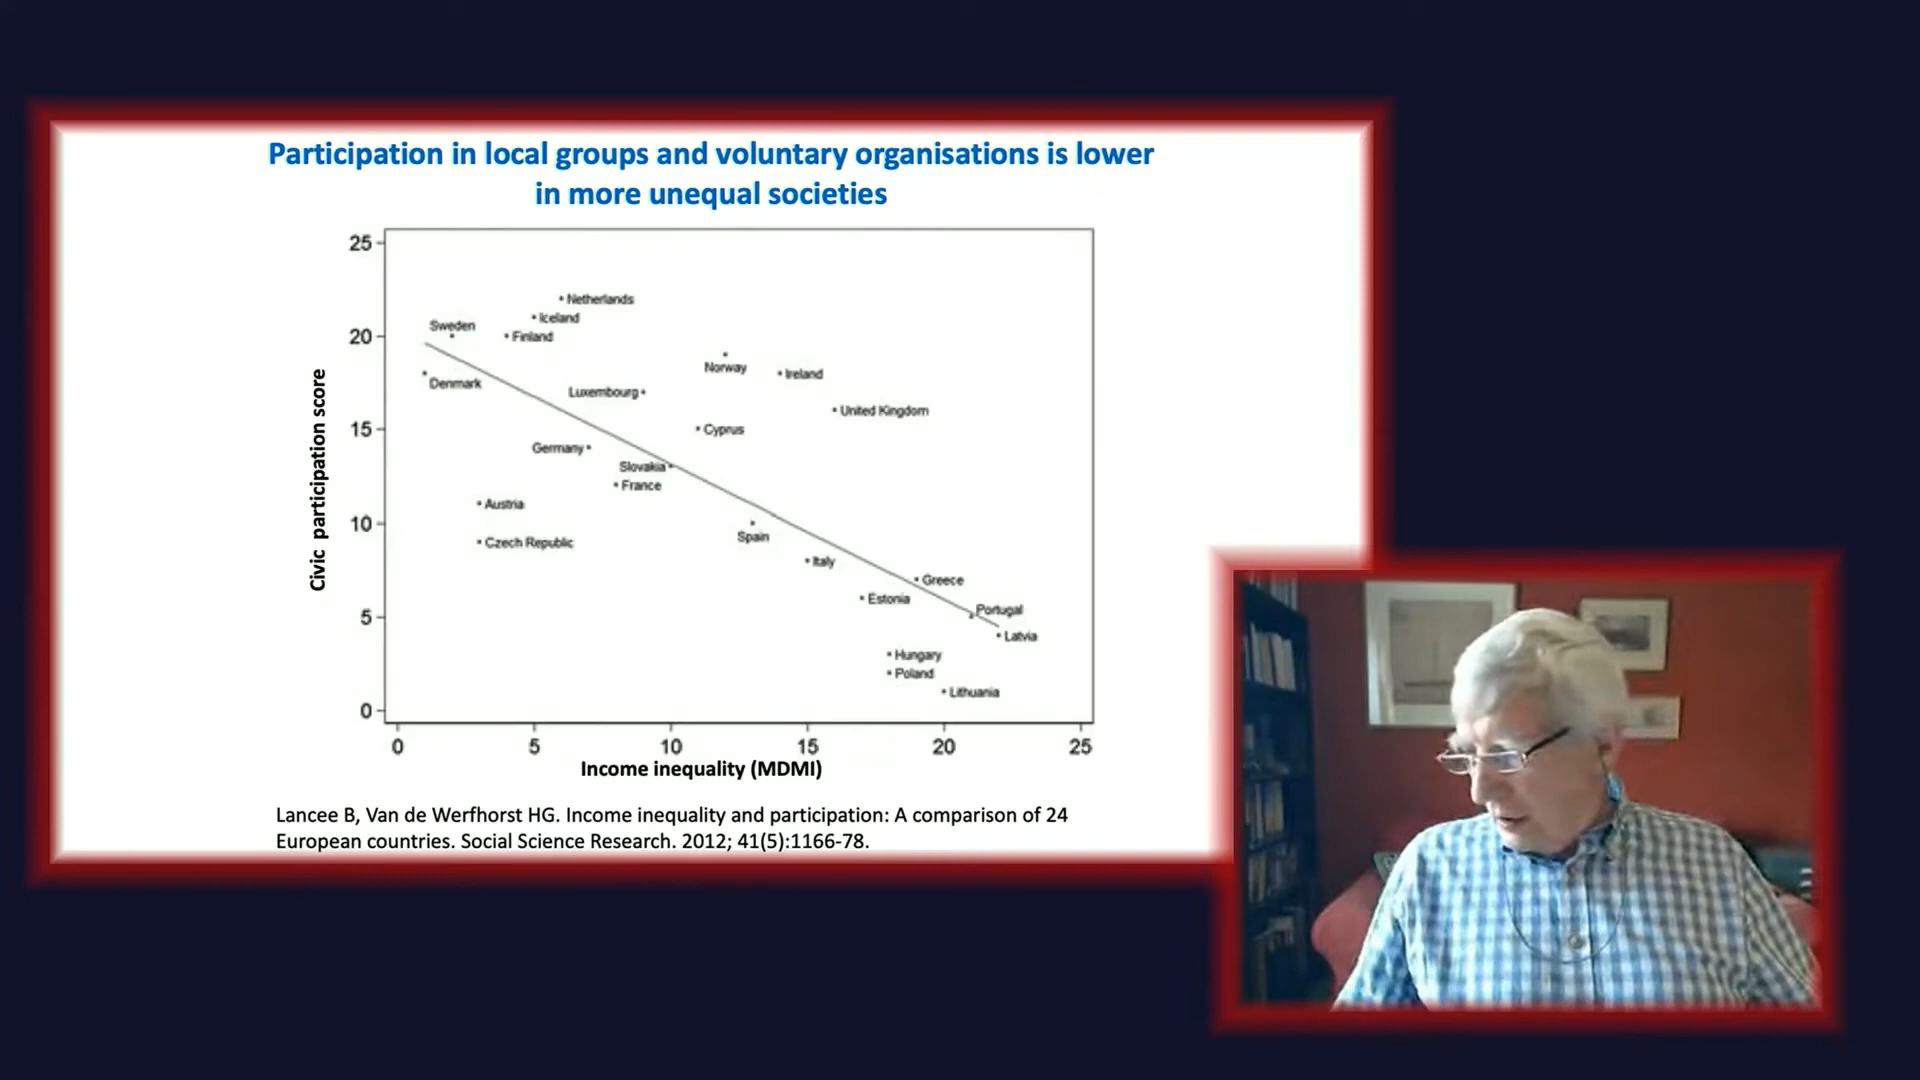 Participation in local groups and voluntary organisations is lower
in more unequal societies
25
20
15
10
5
0
Civic participation score
Netherlands
Iceland
Sweden
Finland
Norway
Ireland
Denmark
Luxembourg
United Kingdom
Cyprus
Germany
Slovakia
France
Austria
Spain
Czech Republic
Italy
Greece
Estonia
Portugal
Latvia
Hungary
Poland
Lithuania
0 5 10 15 20 25
Income inequality (MDMI)
Lancee B, Van de Werfhorst HG. Income inequality and participation: A comparison of 24
European countries. Social Science Research. 2012; 41(5):1166-78.